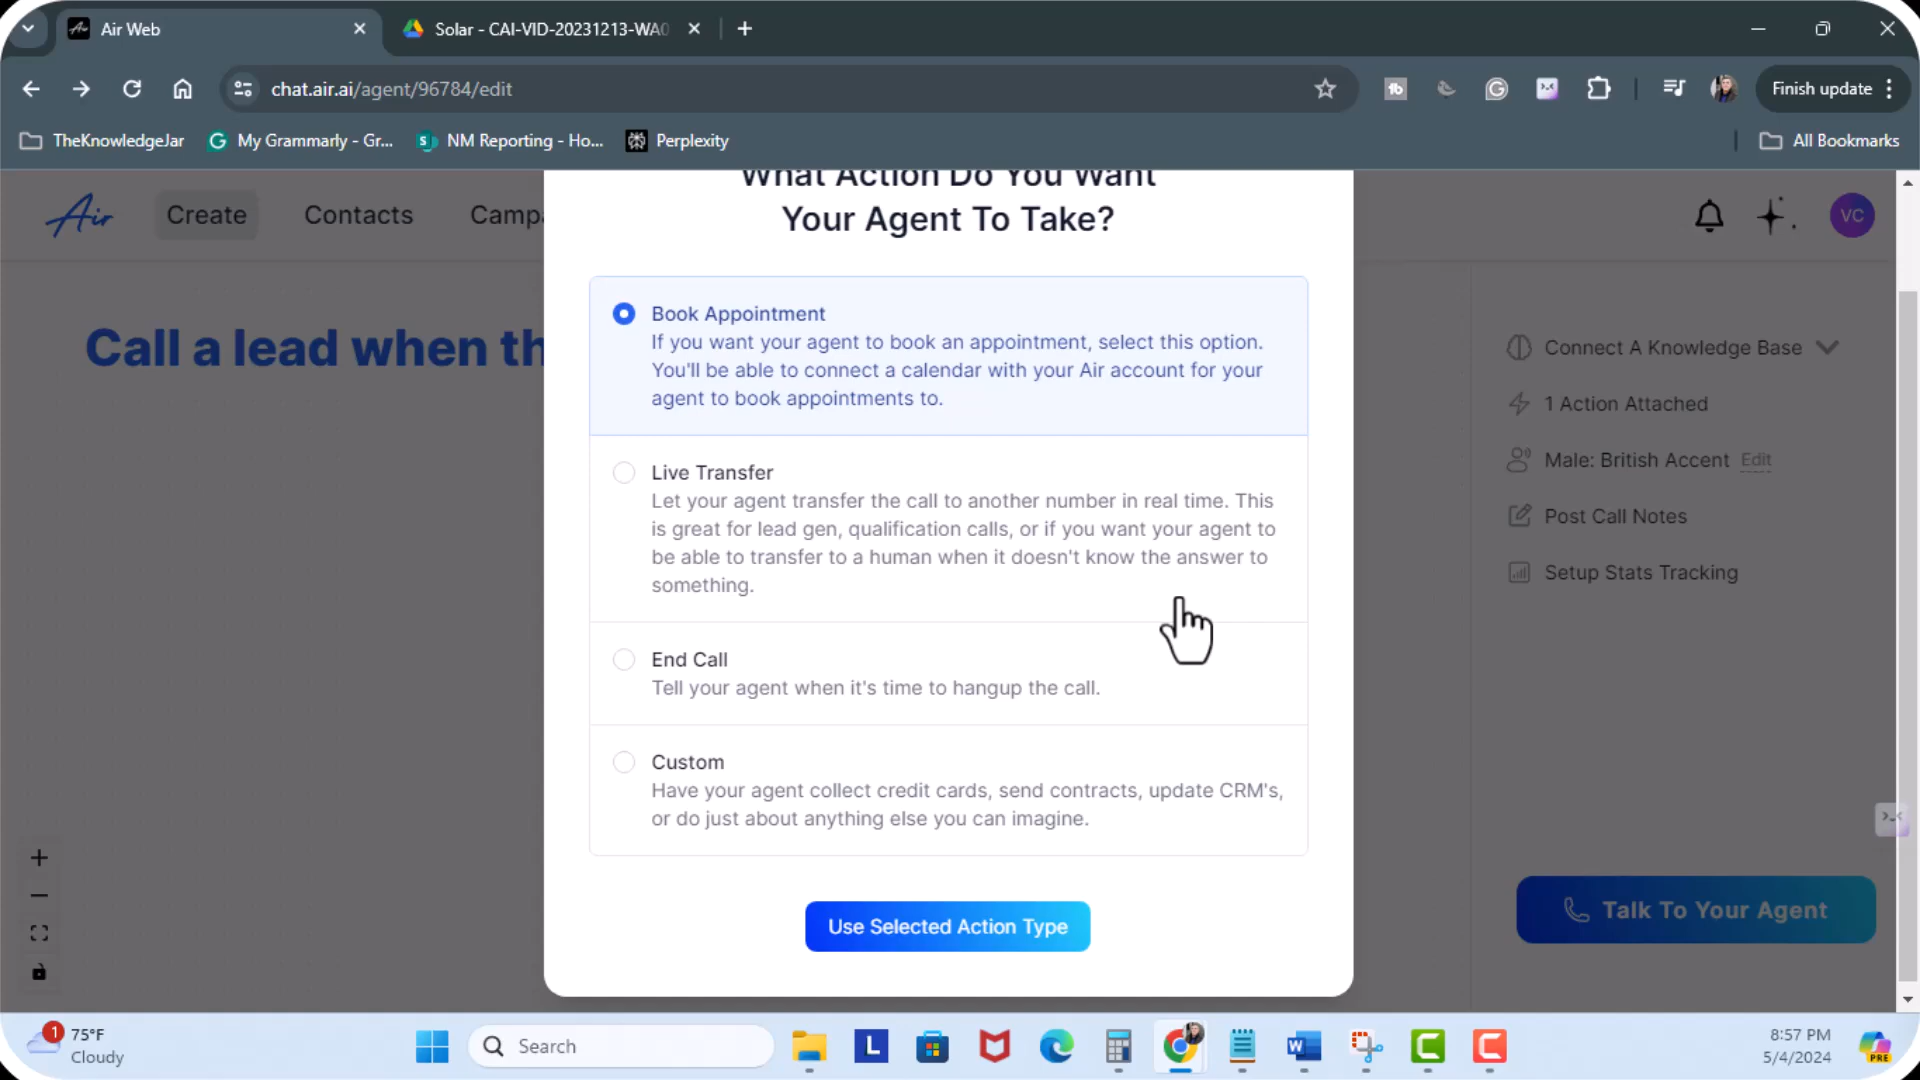 Air Web
Solar - CAI-VID-20231213-WA0
chat.air.ai/agent/96784/edit
Finish update
TheKnowledgeJar
My Grammarly - Gr...
NM Reporting - Ho...
Perplexity
All Bookmarks
Air
Create
Contacts
Campa
VC
What Action Do You Want
Your Agent To Take?
Call a lead when th
Book Appointment
If you want your agent to book an appointment, select this option.
You'll be able to connect a calendar with your Air account for your
agent to book appointments to.
Live Transfer
Let your agent transfer the call to another number in real time. This
is great for lead gen, qualification calls, or if you want your agent to
be able to transfer to a human when it doesn't know the answer to
something.
End Call
Tell your agent when it's time to hangup the call.
Custom
Have your agent collect credit cards, send contracts, update CRM's,
or do just about anything else you can imagine.
Use Selected Action Type
Connect A Knowledge Base
1 Action Attached
Male: British Accent Edit
Post Call Notes
Setup Stats Tracking
Talk To Your Agent
1
75°F
Cloudy
Search
L
W
PRE
8:57 PM
5/4/2024